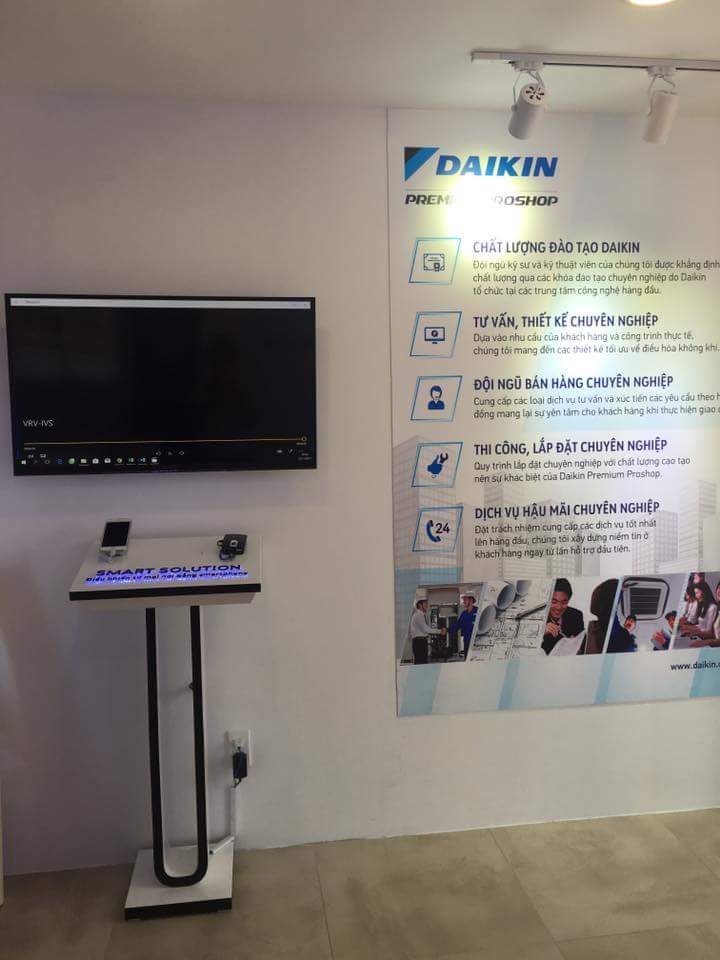 DAIKIN
PREMIUM PROSHOP
CHẤT LƯỢNG ĐÀO TẠO DAIKIN
Đội ngũ kỹ sư và kỹ thuật viên của chúng tôi được khẳng định
chất lượng qua các khóa đào tạo chuyên nghiệp do Daikin
tổ chức tại các trung tâm công nghệ hàng đầu.
TƯ VẤN, THIẾT KẾ CHUYÊN NGHIỆP
Dựa vào nhu cầu của khách hàng và công trình thực tế,
chúng tôi mang đến các thiết kế tối ưu về điều hòa không khí.
ĐỘI NGŨ BÁN HÀNG CHUYÊN NGHIỆP
Cung cấp các loại dịch vụ tư vấn và xúc tiến các yêu cầu theo
đồng mang lại sự yên tâm cho khách hàng khi thực hiện giao
THI CÔNG, LẮP ĐẶT CHUYÊN NGHIỆP
Quy trình lắp đặt chuyên nghiệp với chất lượng cao tạo
nên sự khác biệt của Daikin Premium Proshop.
24
DỊCH VỤ HẬU MÃI CHUYÊN NGHIỆP
Đặt trách nhiệm cung cấp các dịch vụ tốt nhất
lên hàng đầu, chúng tôi xây dựng niềm tin ở
khách hàng ngay từ lần hỗ trợ đầu tiên.
www.daikin.
VRV-IVS
SMART SOLUTION
Điều khiển từ mọi nơi bằng smartphone